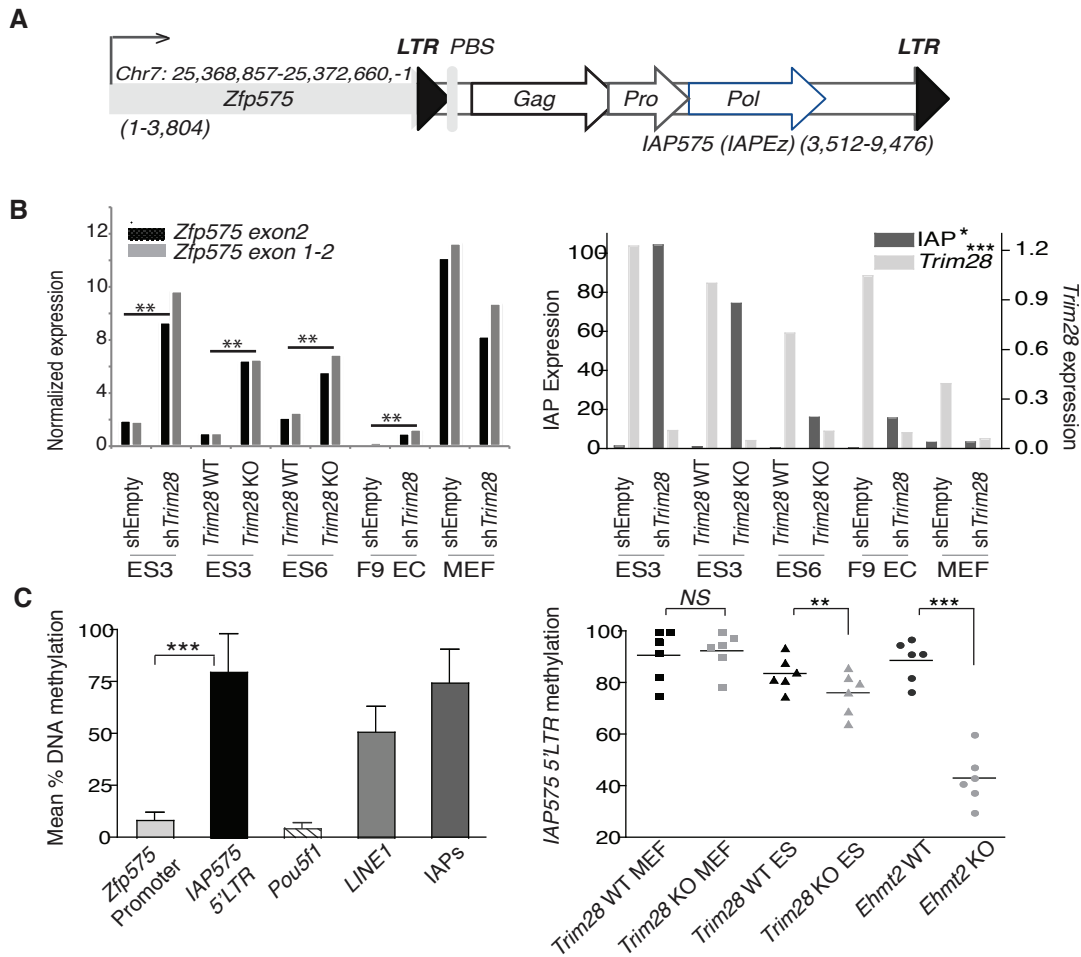 A
LTR PBS LTR
Chr7: 25,368,857-25,372,660,-1
Zfp575 Gag Pro Pol
(1-3,804)
IAP575 (IAPEz) (3,512-9,476)
B
Normalized expression
12
10
8
4
0
Zfp575 exon2
Zfp575 exon 1-2
**
**
**
**
shEmpty
shTrim28
Trim28 WT
Trim28 KO
Trim28 WT
Trim28 KO
shEmpty
shTrim28
shEmpty
shTrim28
ES3 ES3 ES6 F9 EC MEF
IAP Expression
100
80
60
40
20
0
IAP *
***
Trim28
1.2
0.9
0.6
0.3
0.0
Trim28 expression
shEmpty
shTrim28
Trim28 WT
Trim28 KO
Trim28 WT
Trim28 KO
shEmpty
shTrim28
shEmpty
shTrim28
ES3 ES3 ES6 F9 EC MEF
C
Mean % DNA methylation
100
75
50
25
0
***
Zfp575
Promoter
IAP575
5'LTR
Pou5f1
LINE1
IAPs
IAP575 5'LTR methylation
100
80
60
40
20
NS
**
***
Trim28 WT MEF
Trim28 KO MEF
Trim28 WT ES
Trim28 KO ES
Ehmt2 WT
Ehmt2 KO